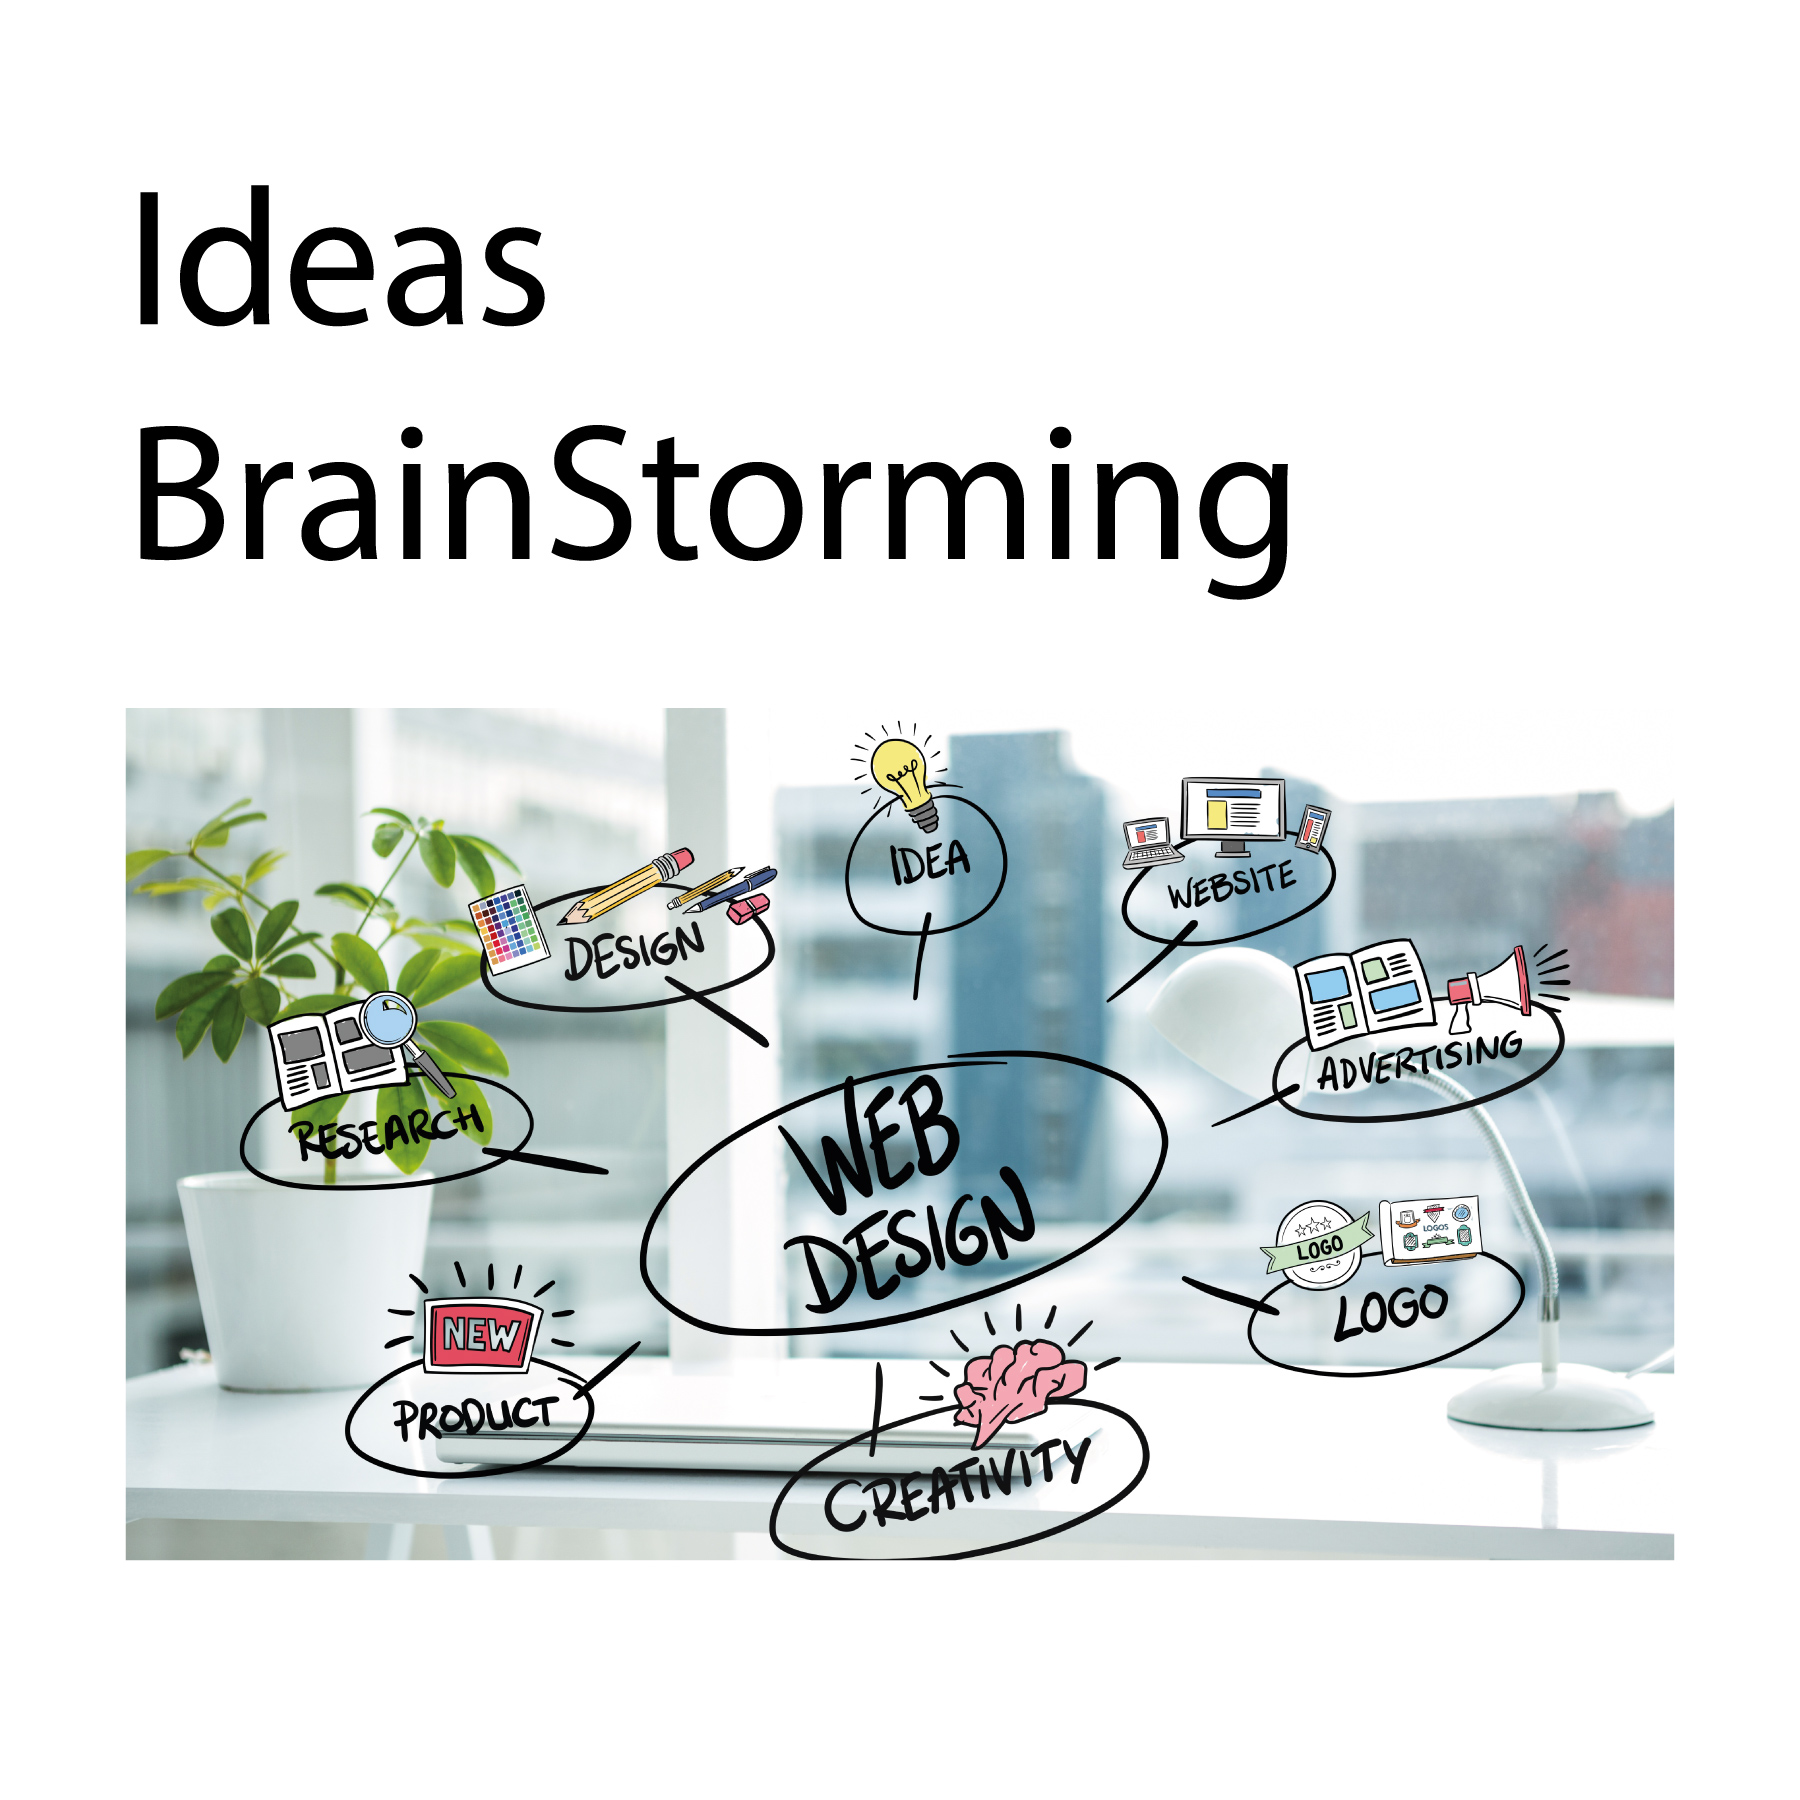 Ideas
BrainStorming
IDEA
WEBSITE
DESIGN
ADVERTISING
RESEARCH
WEB
DESIGN
LOGO
LOGOS
LOGO
NEW
PRODUCT
CREATIVITY